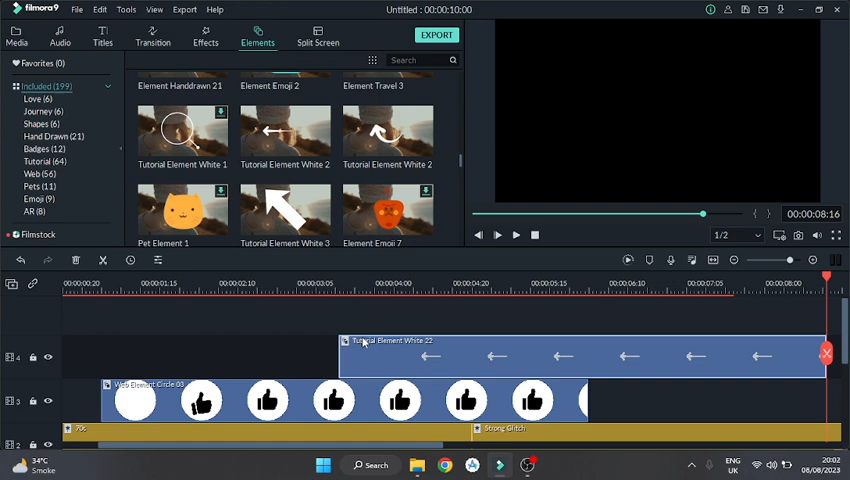 filmora9 File Edit Tools View Export Help Untitled : 00:00:10:00
Media Audio Titles Transition Effects Elements Split Screen EXPORT
Favorites (0)
Included (199)
Love (6)
Journey (6)
Shapes (6)
Hand Drawn (21)
Badges (12)
Tutorial (64)
Web (56)
Pets (11)
Emoji (9)
AR (8)
Filmstock
Search
Element Handdrawn 21 Element Emoji 2 Element Travel 3
Tutorial Element White 1 Tutorial Element White 2 Tutorial Element White 2
Pet Element 1 Tutorial Element White 3 Element Emoji 7
00:00:08:16
1/2
00:00:00:20 00:00:01:15 00:00:02:10 00:00:03:05 00:00:04:00 00:00:04:20 00:00:05:15 00:00:06:10 00:00:07:05 00:00:08:00
Tutorial Element White 22
4
Web Element Circle 03
3
70s Strong Glitch
2
34°C
Smoke
Search
ENG
UK
20:02
08/08/2023